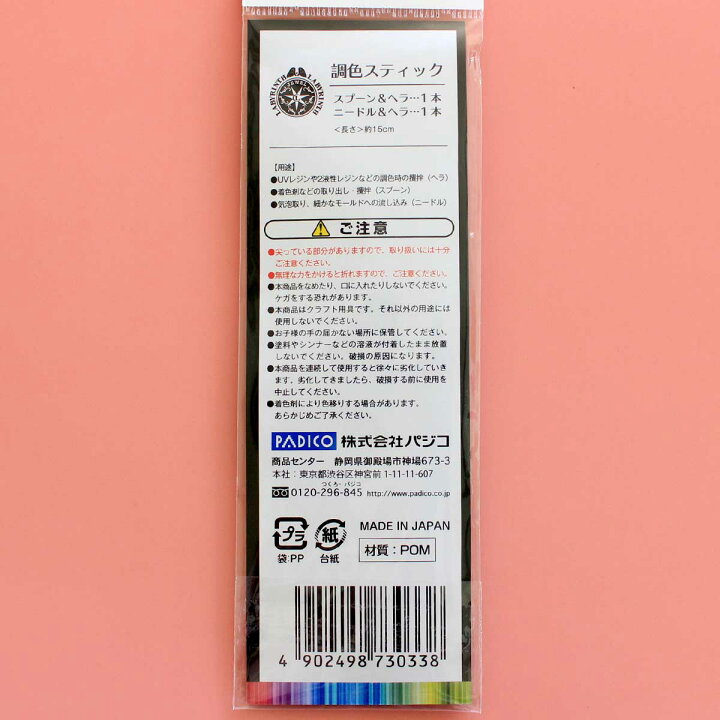 LABYRINTH
JEWEL
LABYRINTH
調色スティック
スプーン＆ヘラ…1本
ニードル＆ヘラ…1本
＜長さ＞約15cm
【用途】
●UVレジンや2液性レジンなどの調色時の攪拌（ヘラ）
●着色剤などの取り出し・攪拌（スプーン）
●気泡取り、細かなモールドへの流し込み（ニードル）
ご注意
●尖っている部分がありますので、取り扱いには十分
ご注意ください。
●無理な力をかけると折れますので、ご注意ください。
●本商品をなめたり、口に入れたりしないでください。
ケガをする恐れがあります。
●本商品はクラフト用具です。それ以外の用途には
使用しないでください。
●お子様の手の届かない場所に保管してください。
●塗料やシンナーなどの溶液が付着したまま放置
しないでください。破損の原因になります。
●本商品を連続して使用すると徐々に劣化していき
ます。劣化してきましたら、破損する前に使用を
中止してください。
●着色剤により色移りする場合があります。
あらかじめご了承ください。
PADICO 株式会社パジコ
商品センター 静岡県御殿場市神場673-3
本社：東京都渋谷区神宮前1-11-11-607
つくろーパジコ
0120-296-845 http://www.padico.co.jp
プラ 紙 MADE IN JAPAN
袋:PP 台紙 材質：POM
4 902498 730338